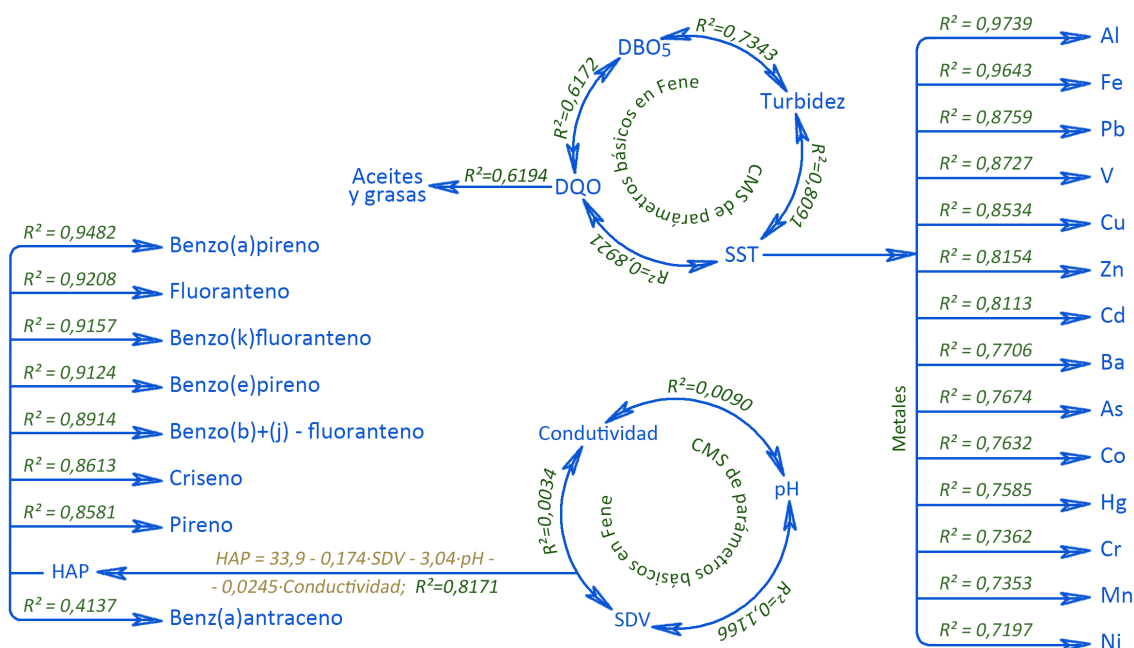 R²=0,7343
DBO5
R²=0,6172
CMS de parámetros básicos en Fene
Turbidez
R²=0,8091
Aceites
y grasas
R²=0,6194
DQO
R²=0,8921
SST
R² = 0,9739
Al
R² = 0,9643
Fe
R² = 0,8759
Pb
R² = 0,8727
V
R² = 0,8534
Cu
R² = 0,8154
Zn
R² = 0,8113
Cd
R² = 0,7706
Ba
R² = 0,7674
As
Metales
R² = 0,7632
Co
R² = 0,7585
Hg
R² = 0,7362
Cr
R² = 0,7353
Mn
R² = 0,7197
Ni
R² = 0,9482
Benzo(a)pireno
R² = 0,9208
Fluoranteno
R² = 0,9157
Benzo(k)fluoranteno
R² = 0,9124
Benzo(e)pireno
R² = 0,8914
Benzo(b)+(j) - fluoranteno
R² = 0,8613
Criseno
R² = 0,8581
Pireno
HAP
R² = 0,4137
Benz(a)antraceno
HAP = 33,9 - 0,174·SDV - 3,04·pH -
- 0,0245·Conductividad; R²=0,8171
R²=0,0090
Condutividad
CMS de parámetros básicos en Fene
pH
R²=0,0034
SDV
R²=0,1166